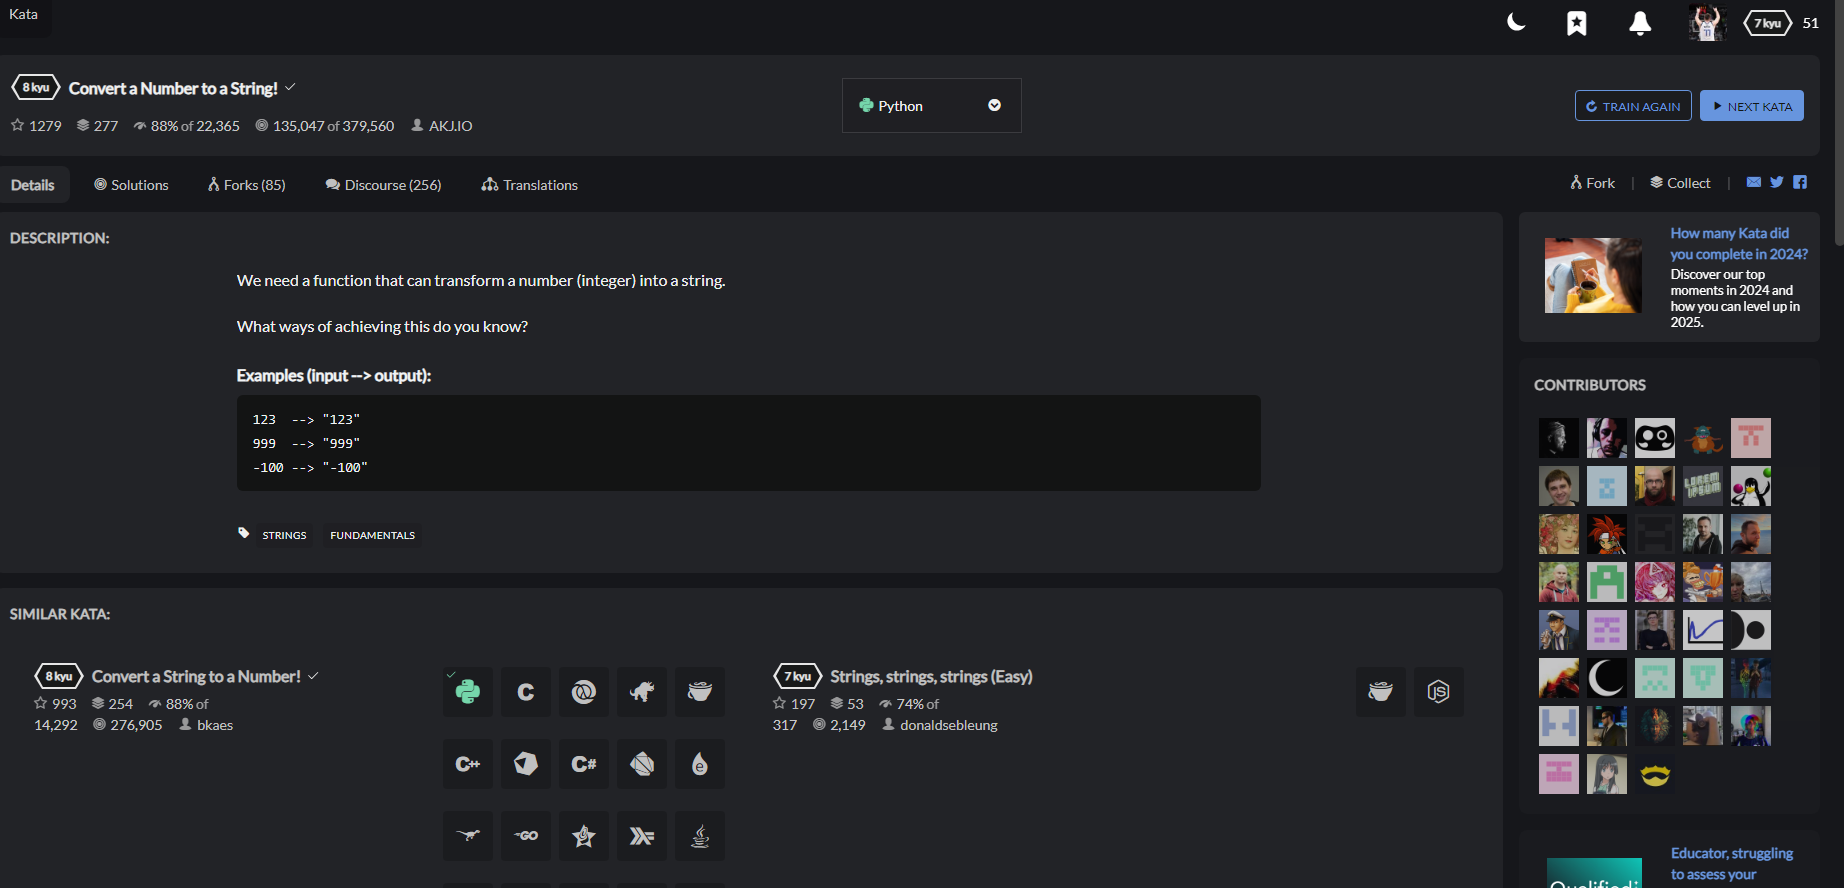 Kata
7 kyu 51
8 kyu Convert a Number to a String!
1279 277 88% of 22,365 135,047 of 379,560 AKJ.IO
Python
TRAIN AGAIN
NEXT KATA
Details Solutions Forks (85) Discourse (256) Translations
Fork | Collect |
DESCRIPTION:
We need a function that can transform a number (integer) into a string.
What ways of achieving this do you know?
Examples (input --> output):
123 --> "123"
999 --> "999"
-100 --> "-100"
STRINGS FUNDAMENTALS
SIMILAR KATA:
8 kyu Convert a String to a Number!
993 254 88% of
14,292 276,905 bkaes
C
C++ C# e
GO
7 kyu Strings, strings, strings (Easy)
197 53 74% of
317 2,149 donaldsebleung
JS
How many Kata did
you complete in 2024?
Discover our top
moments in 2024 and
how you can level up in
2025.
CONTRIBUTORS
LOREM
IPSUM
Educator, struggling
to assess your
Qualified